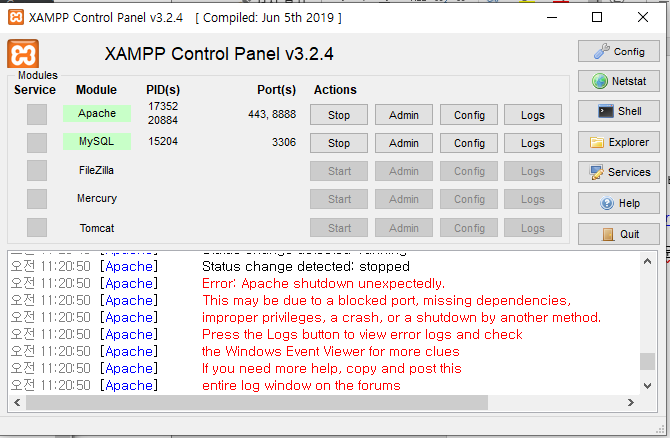 XAMPP Control Panel v3.2.4 [ Compiled: Jun 5th 2019 ]
XAMPP Control Panel v3.2.4
Config
Modules
Service Module PID(s) Port(s) Actions
Netstat
Apache 17352 20884 443, 8888 Stop Admin Config Logs
Shell
MySQL 15204 3306 Stop Admin Config Logs
Explorer
FileZilla Start Admin Config Logs
Services
Mercury Start Admin Config Logs
Help
Tomcat Start Admin Config Logs
Quit
오전 11:20:50 [Apache] Status change detected: stopped
오전 11:20:50 [Apache] Error: Apache shutdown unexpectedly.
오전 11:20:50 [Apache] This may be due to a blocked port, missing dependencies,
오전 11:20:50 [Apache] improper privileges, a crash, or a shutdown by another method.
오전 11:20:50 [Apache] Press the Logs button to view error logs and check
오전 11:20:50 [Apache] the Windows Event Viewer for more clues
오전 11:20:50 [Apache] If you need more help, copy and post this
오전 11:20:50 [Apache] entire log window on the forums